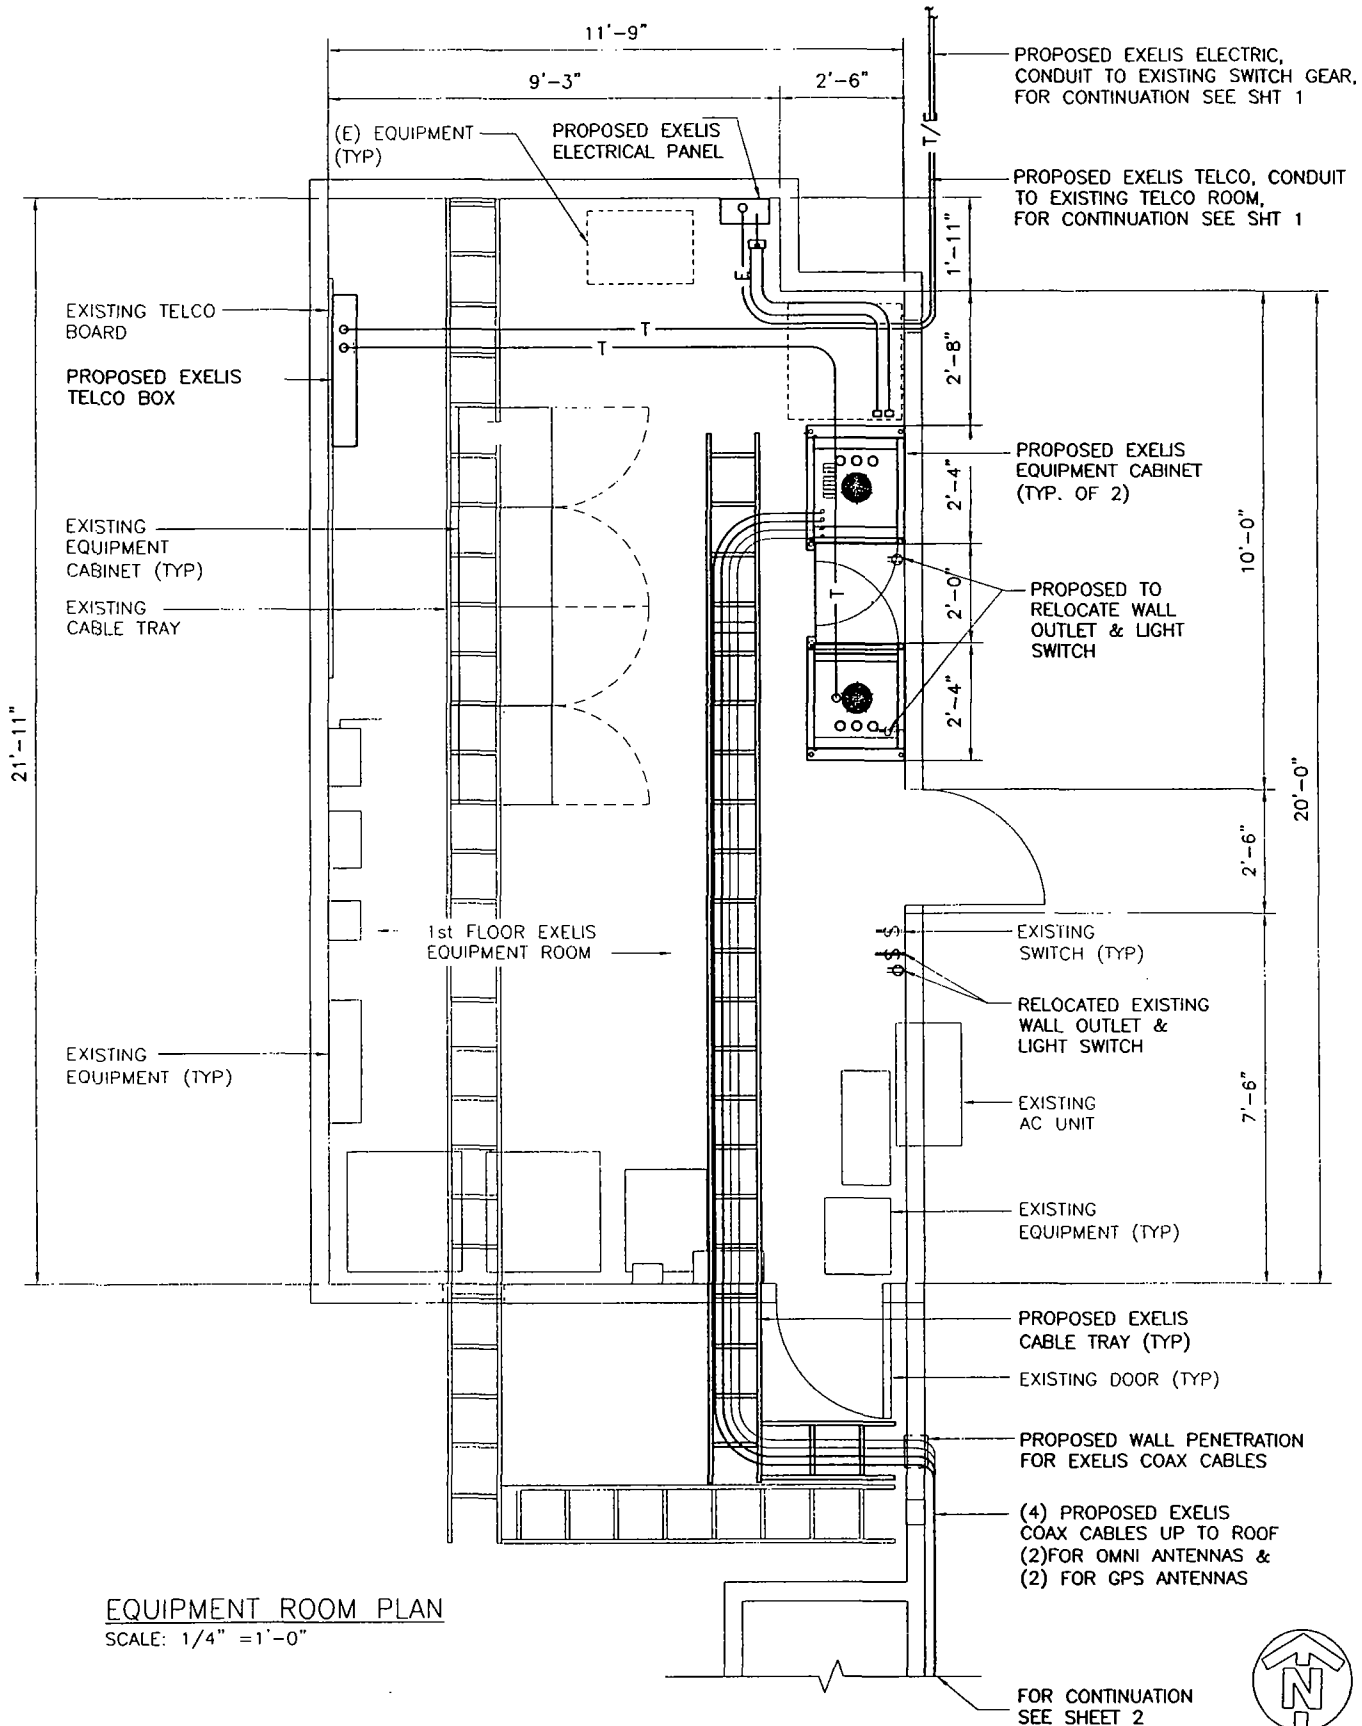 11'-9"
9'-3"
2'-6"
PROPOSED EXELIS ELECTRIC,
CONDUIT TO EXISTING SWITCH GEAR,
FOR CONTINUATION SEE SHT 1
(E) EQUIPMENT
(TYP)
PROPOSED EXELIS
ELECTRICAL PANEL
T/E
PROPOSED EXELIS TELCO, CONDUIT
TO EXISTING TELCO ROOM,
FOR CONTINUATION SEE SHT 1
1'-11"
E
EXISTING TELCO
BOARD
T
T
2'-8"
PROPOSED EXELIS
TELCO BOX
PROPOSED EXELIS
EQUIPMENT CABINET
(TYP. OF 2)
2'-4"
EXISTING
EQUIPMENT
CABINET (TYP)
10'-0"
EXISTING
CABLE TRAY
T
2'-0"
PROPOSED TO
RELOCATE WALL
OUTLET & LIGHT
SWITCH
2'-4"
21'-11"
20'-0"
2'-6"
1st FLOOR EXELIS
EQUIPMENT ROOM
S
EXISTING
SWITCH (TYP)
S
RELOCATED EXISTING
WALL OUTLET &
LIGHT SWITCH
EXISTING
EQUIPMENT (TYP)
EXISTING
AC UNIT
7'-6"
EXISTING
EQUIPMENT (TYP)
PROPOSED EXELIS
CABLE TRAY (TYP)
EXISTING DOOR (TYP)
PROPOSED WALL PENETRATION
FOR EXELIS COAX CABLES
(4) PROPOSED EXELIS
COAX CABLES UP TO ROOF
(2)FOR OMNI ANTENNAS &
(2) FOR GPS ANTENNAS
EQUIPMENT ROOM PLAN
SCALE: 1/4" =1'-0"
N
FOR CONTINUATION
SEE SHEET 2